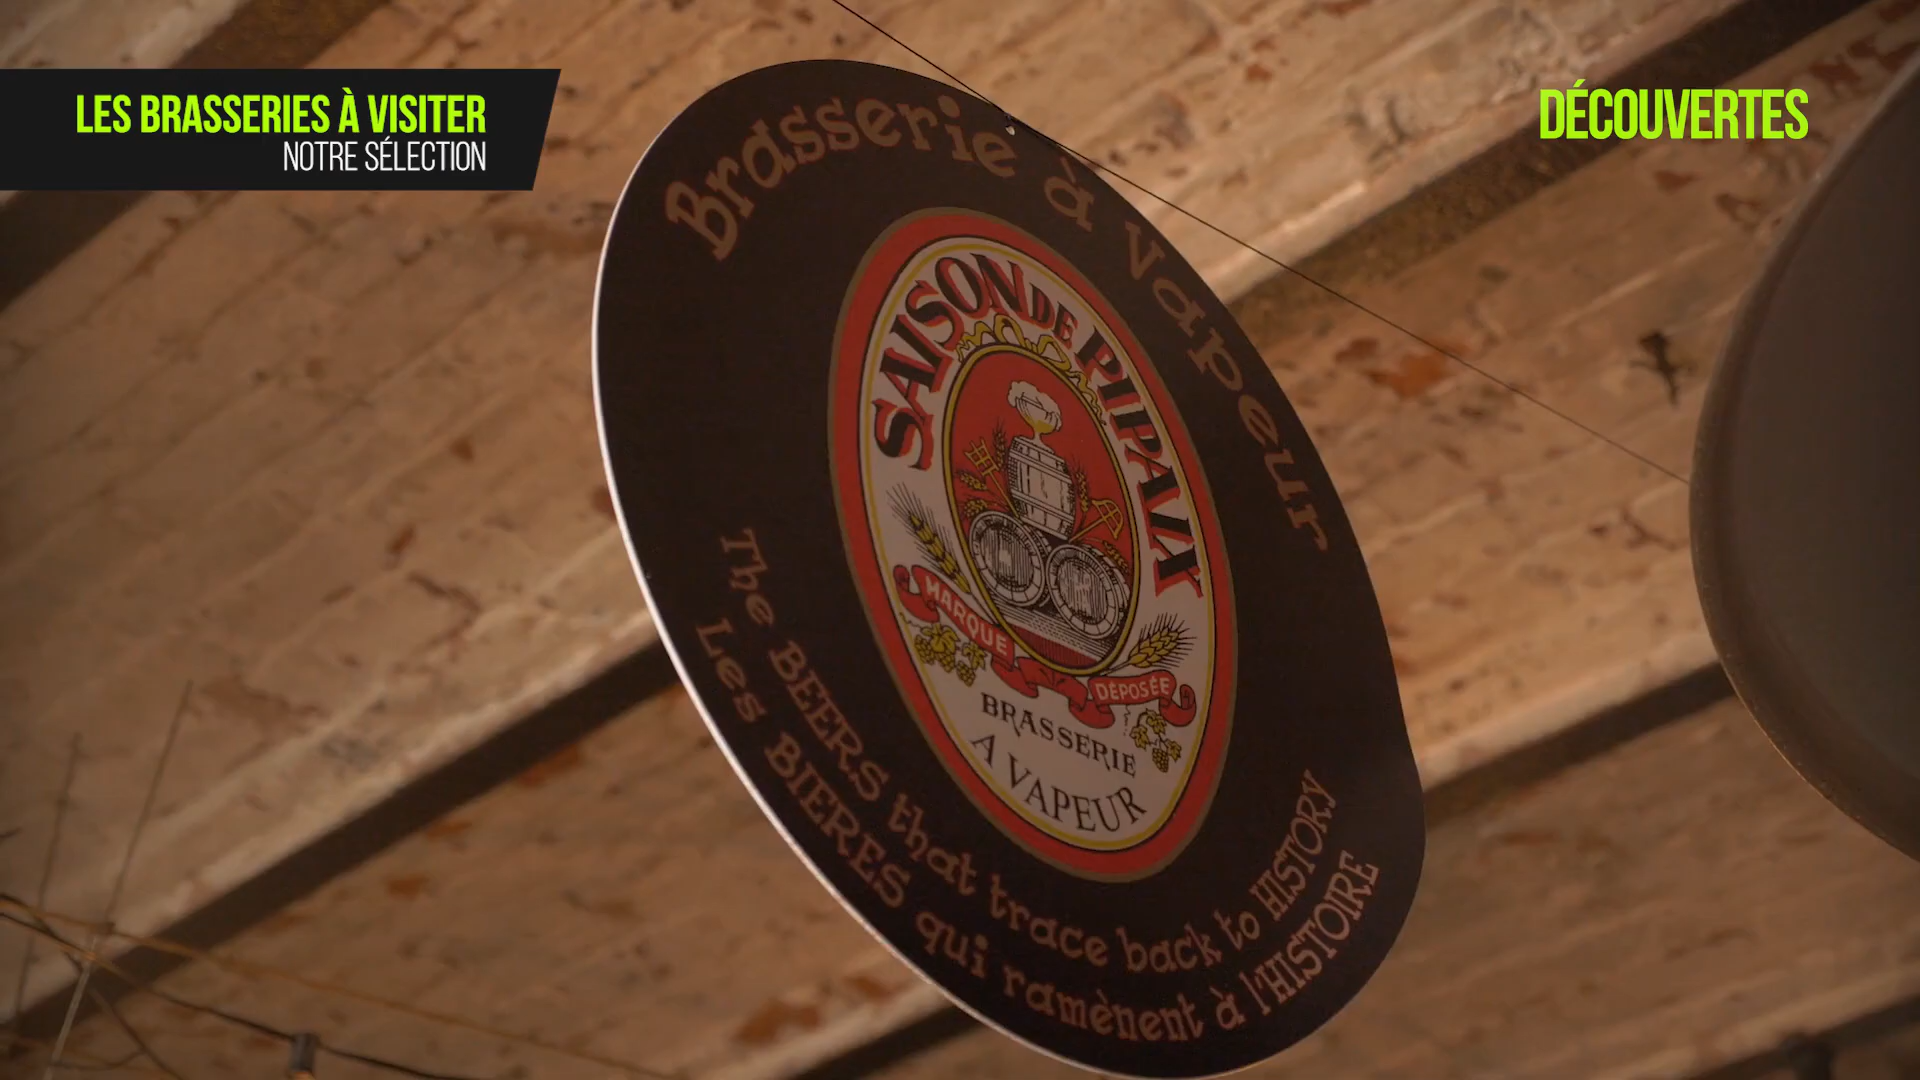 LES BRASSERIES À VISITER
NOTRE SÉLECTION
DÉCOUVERTES
Brasserie à Vapeur
SAISON DE PIPAIX
MARQUE DÉPOSÉE
BRASSERIE
A VAPEUR
The BEERS that trace back to HISTORY
Les BIERES qui ramènent à l'HISTOIRE